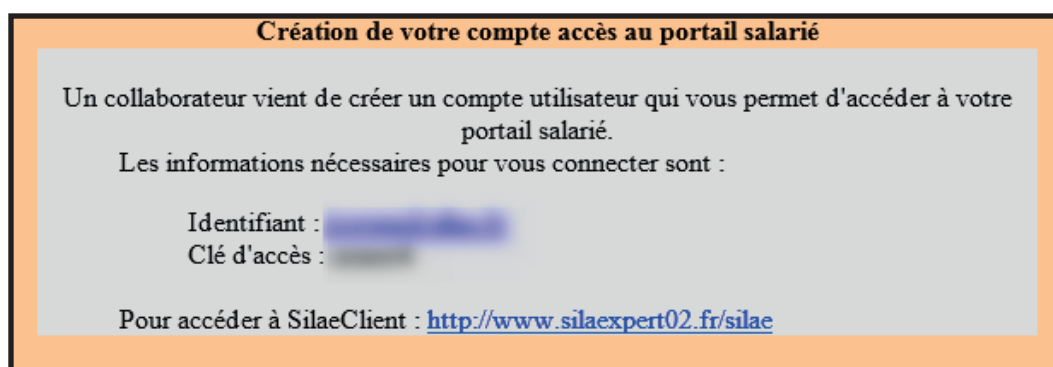 Création de votre compte accès au portail salarié
Un collaborateur vient de créer un compte utilisateur qui vous permet d'accéder à votre
portail salarié.
Les informations nécessaires pour vous connecter sont :
Identifiant :
Clé d'accès :
Pour accéder à SilaeClient : http://www.silaexpert02.fr/silae